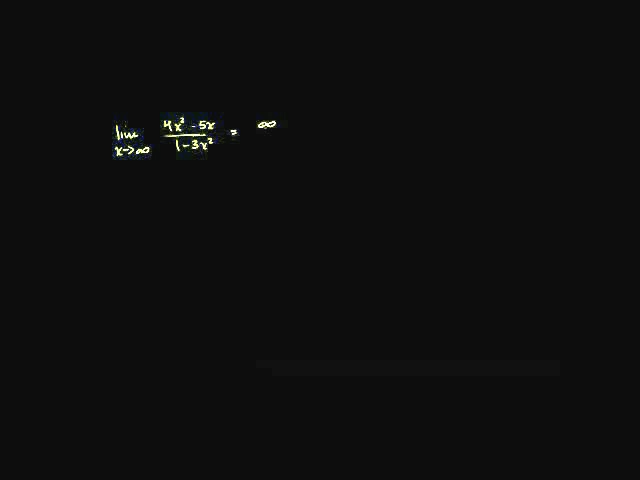 lim 4x² - 5x / 1 - 3x² = ∞
x→∞